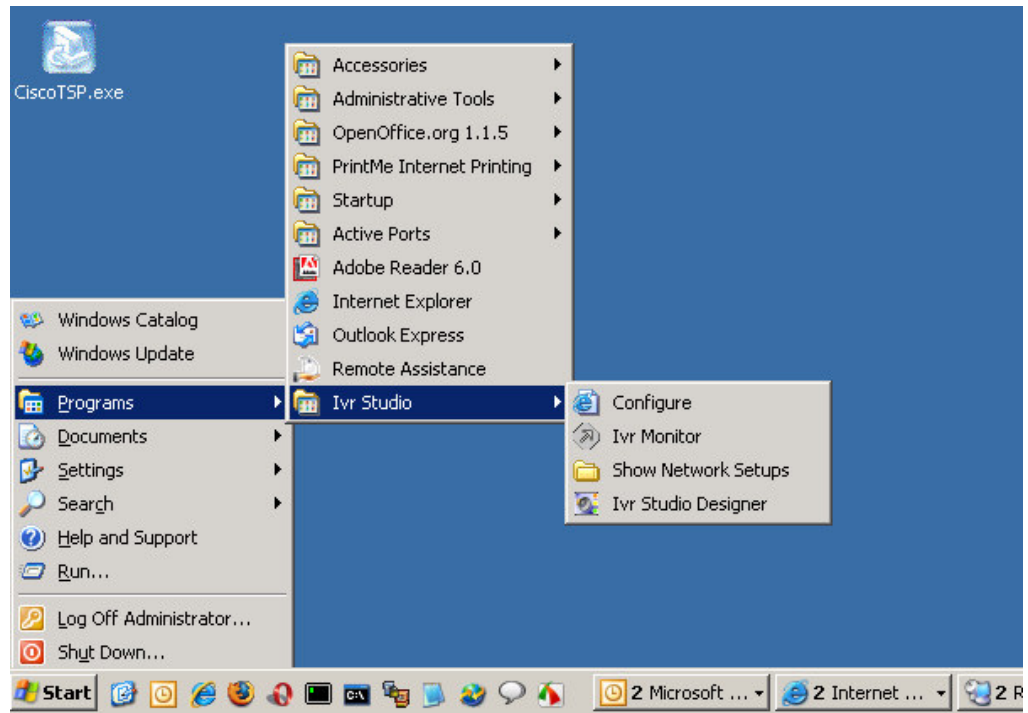 CiscoTSP.exe
Accessories
Administrative Tools
OpenOffice.org 1.1.5
PrintMe Internet Printing
Startup
Active Ports
Adobe Reader 6.0
Internet Explorer
Outlook Express
Remote Assistance
Ivr Studio
Windows Catalog
Windows Update
Programs
Documents
Settings
Search
Help and Support
Run...
Log Off Administrator...
Shut Down...
Configure
Ivr Monitor
Show Network Setups
Ivr Studio Designer
Start
2 Microsoft ...
2 Internet ...
2 R